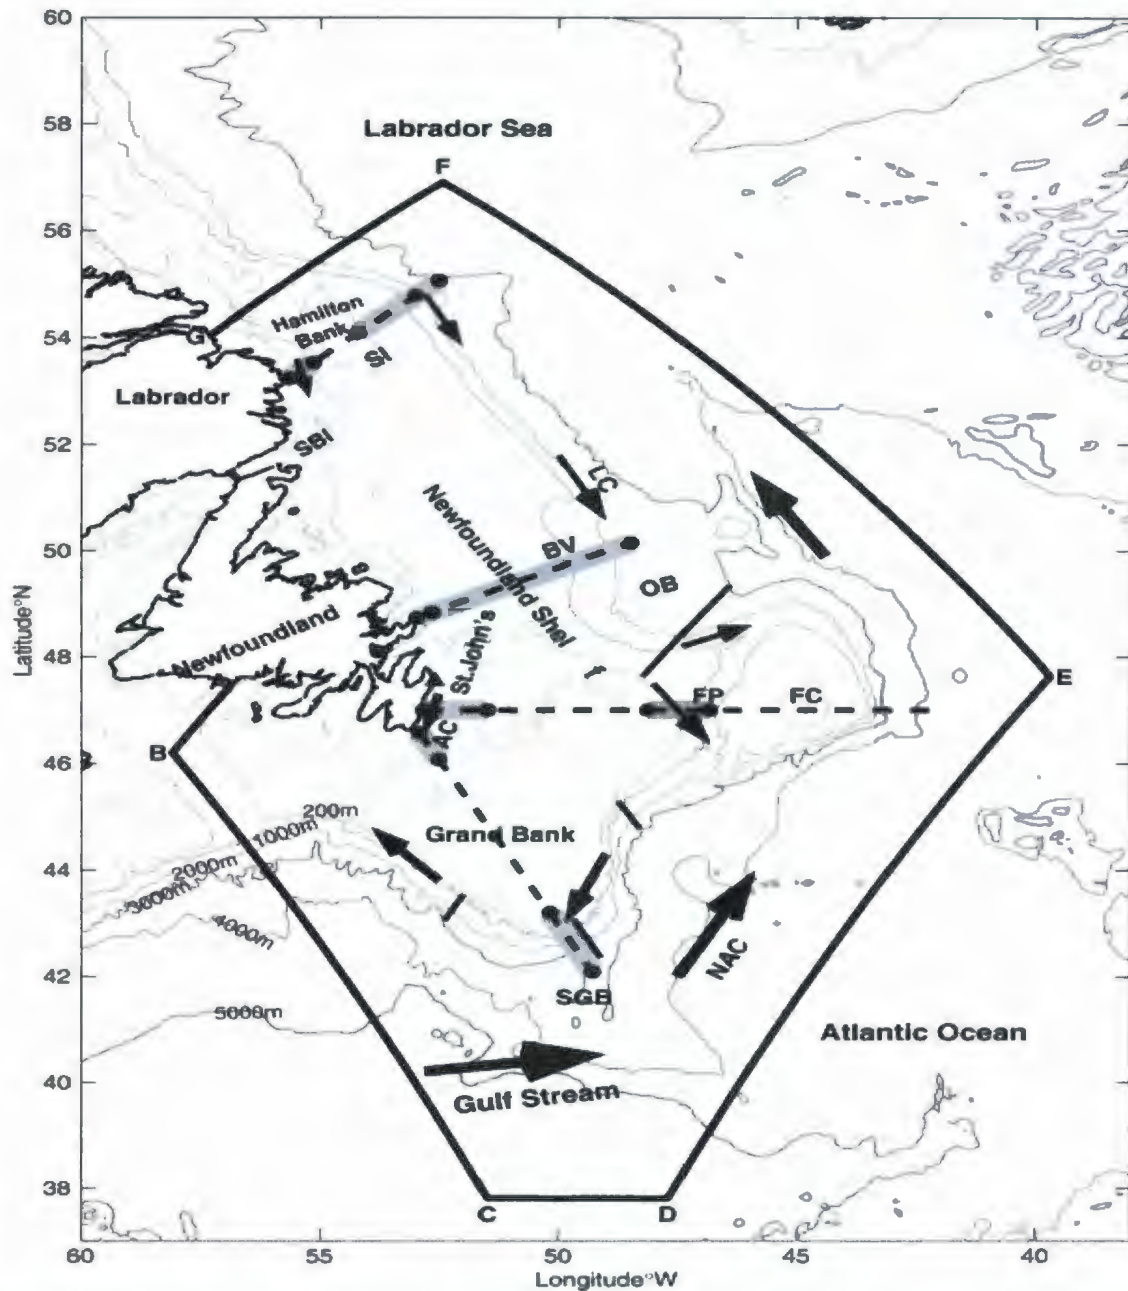 60
58
56
54
52
50
48
46
44
42
40
38
Latitude°N
Labrador Sea
F
Hamilton
Bank
SI
G
Labrador
SBI
LC
Newfoundland Shel
BV
OB
Newfoundland
St.John's
AC
FP
FC
E
B
200m
1000m
2000m
3000m
4000m
5000m
Grand Bank
NAC
SGB
Atlantic Ocean
Gulf Stream
C
D
60
55
50
45
40
Longitude°W